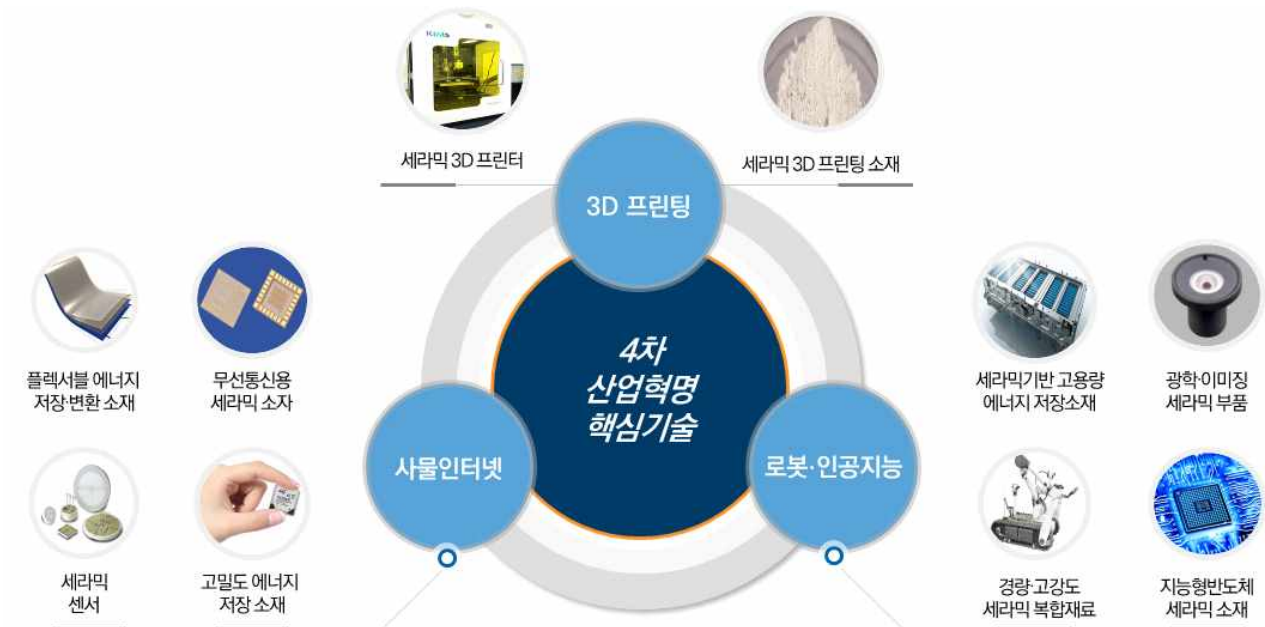 KIMS
세라믹 3D 프린터
세라믹 3D 프린팅 소재
3D 프린팅
4차
산업혁명
핵심기술
사물인터넷
로봇·인공지능
플렉서블 에너지
저장·변환 소재
무선통신용
세라믹 소자
세라믹
센서
고밀도 에너지
저장 소재
세라믹기반 고용량
에너지 저장소재
광학·이미징
세라믹 부품
경량·고강도
세라믹 복합재료
지능형반도체
세라믹 소재